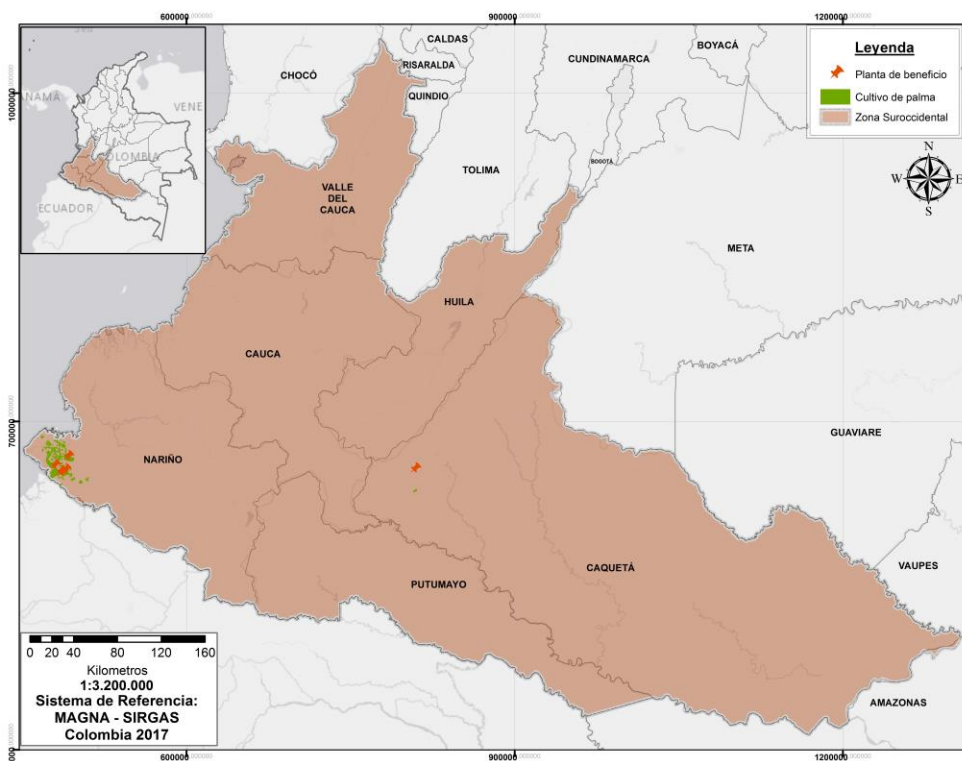 600000
900000
1200000
CALDAS
BOYACÁ
RISARALDA
CUNDINAMARCA
CHOCÓ
QUINDIO
BOGOTÁ
TOLIMA
Leyenda
Planta de beneficio
Cultivo de palma
Zona Suroccidental
N
W
E
S
VENE
COLOMBIA
ECUADOR
1000000
VALLE
DEL
CAUCA
META
HUILA
CAUCA
700000
GUAVIARE
NARIÑO
CAQUETÁ
VAUPES
PUTUMAYO
AMAZONAS
0 20 40 80 120 160
Kilometros
1:3.200.000
Sistema de Referencia:
MAGNA - SIRGAS
Colombia 2017
600000
900000
1200000